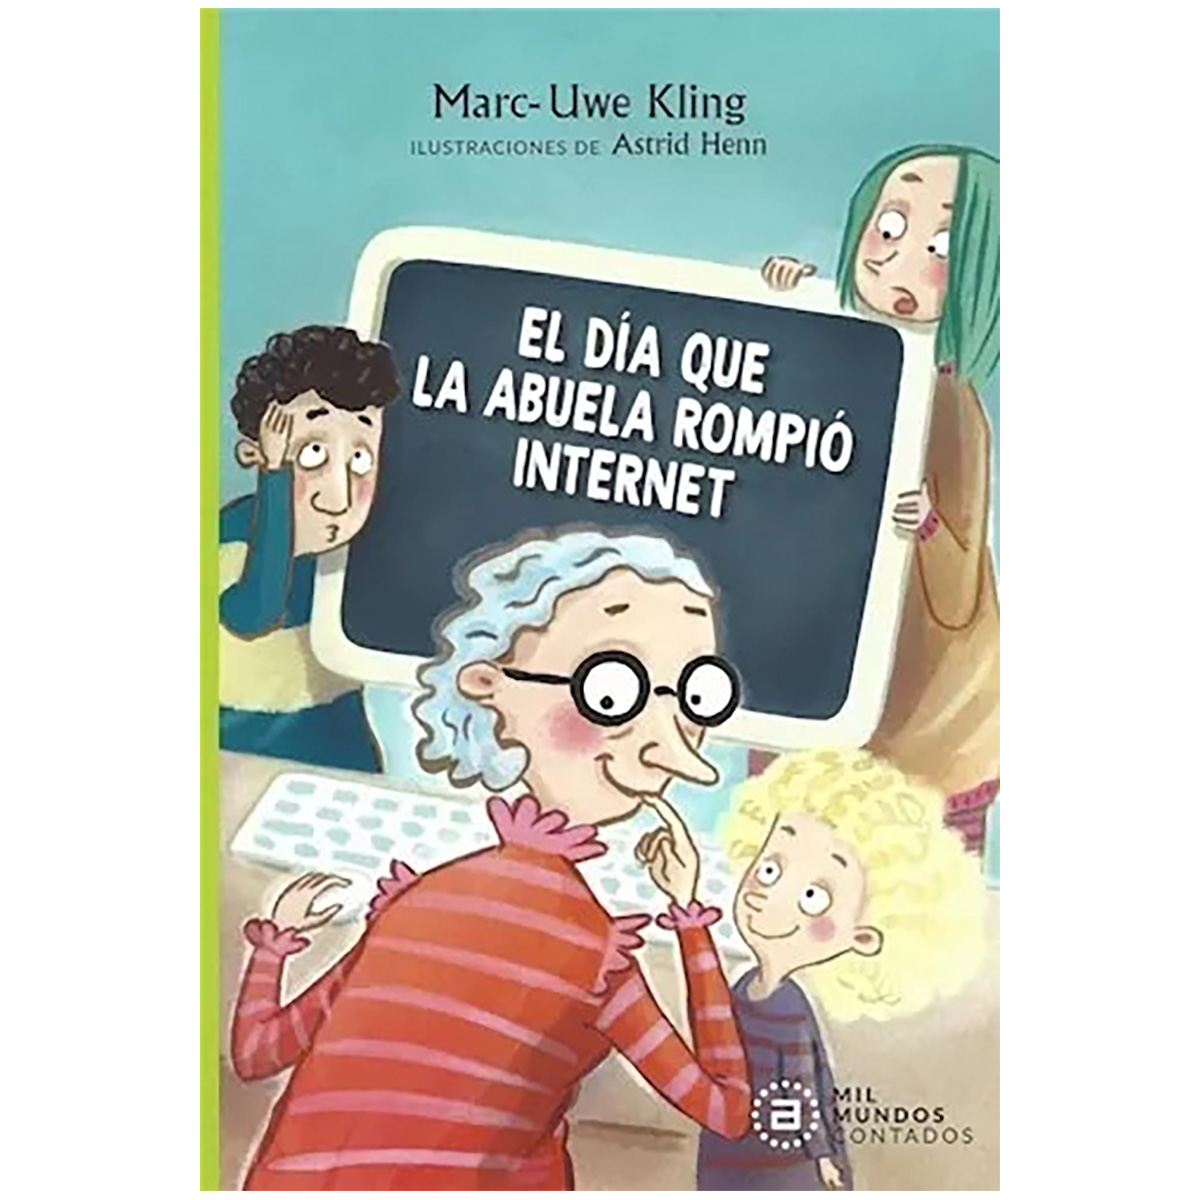 Marc-Uwe Kling
ILUSTRACIONES DE Astrid Henn
EL DÍA QUE
LA ABUELA ROMPIÓ
INTERNET
a
MIL
MUNDOS
CONTADOS